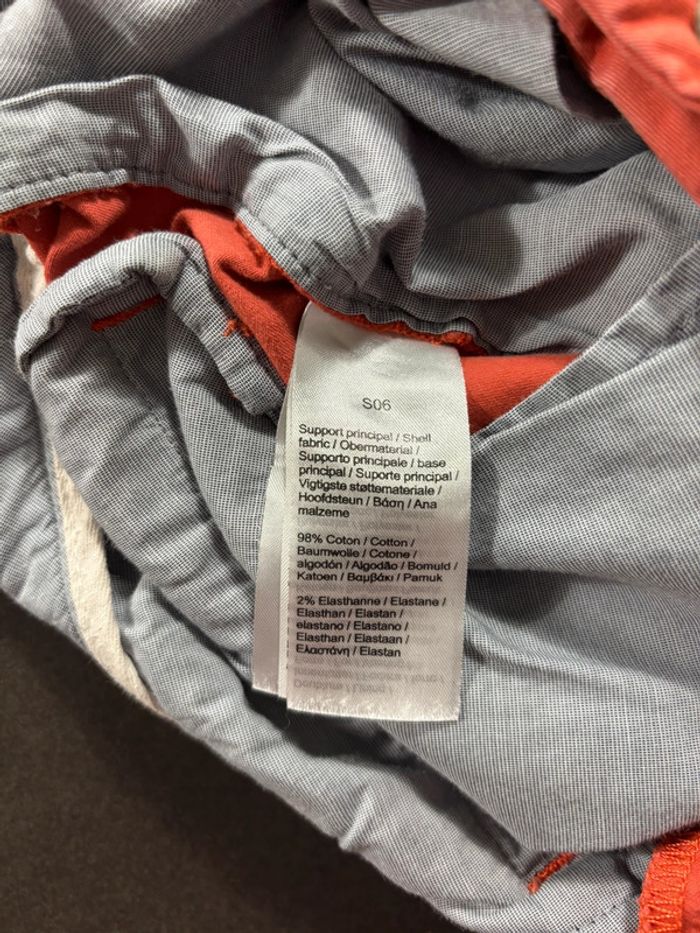 S06
Support principal / Shell
fabric / Obermaterial /
Supporto principale / base
principal / Suporte principal /
Vigtigste støttemateriale /
Hoofdsteun / Βάση / Ana
malzeme
98% Coton / Cotton /
Baumwolle / Cotone /
algodón / Algodão / Bomuld /
Katoen / Βαμβάκι / Pamuk
2% Elasthanne / Elastane /
Elasthan / Elastan /
elastano / Elastano /
Elasthan / Elastaan /
Ελαστάνη / Elastan